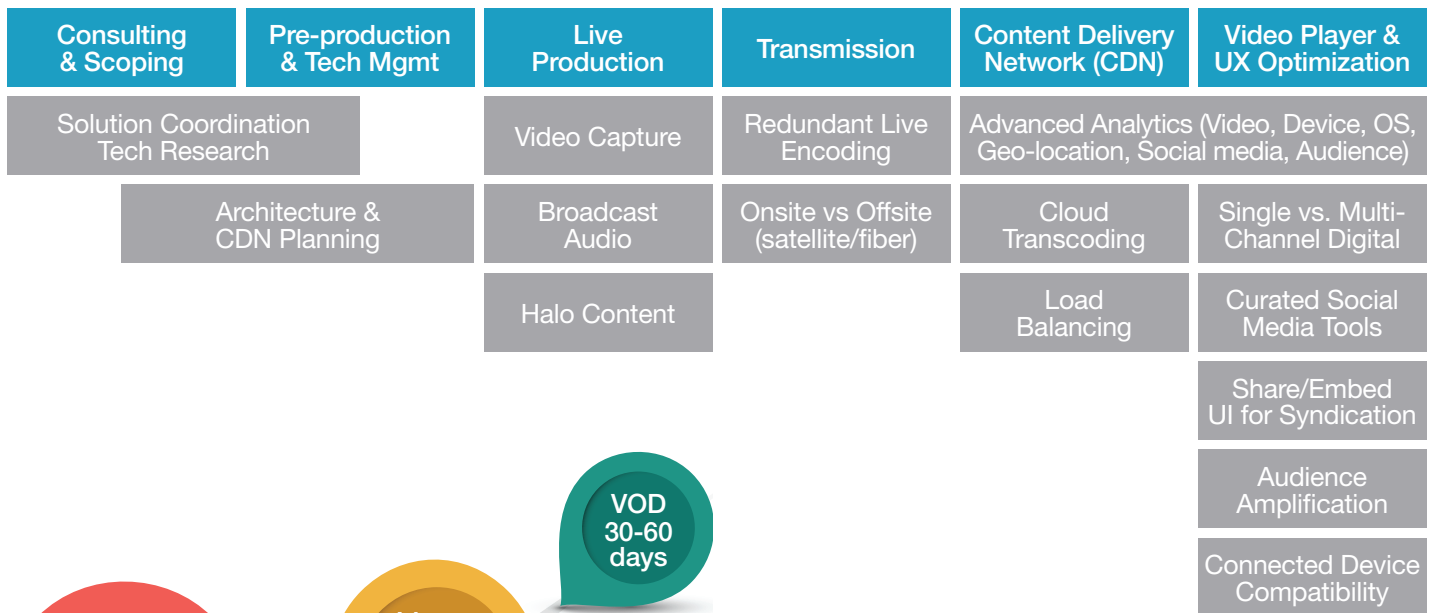 Consulting
& Scoping
Pre-production
& Tech Mgmt
Live
Production
Transmission
Content Delivery
Network (CDN)
Video Player &
UX Optimization
Solution Coordination
Tech Research
Video Capture
Redundant Live
Encoding
Advanced Analytics (Video, Device, OS,
Geo-location, Social media, Audience)
Architecture &
CDN Planning
Broadcast
Audio
Onsite vs Offsite
(satellite/fiber)
Cloud
Transcoding
Single vs. Multi-
Channel Digital
Halo Content
Load
Balancing
Curated Social
Media Tools
Share/Embed
UI for Syndication
Audience
Amplification
VOD
30-60
days
Connected Device
Compatibility